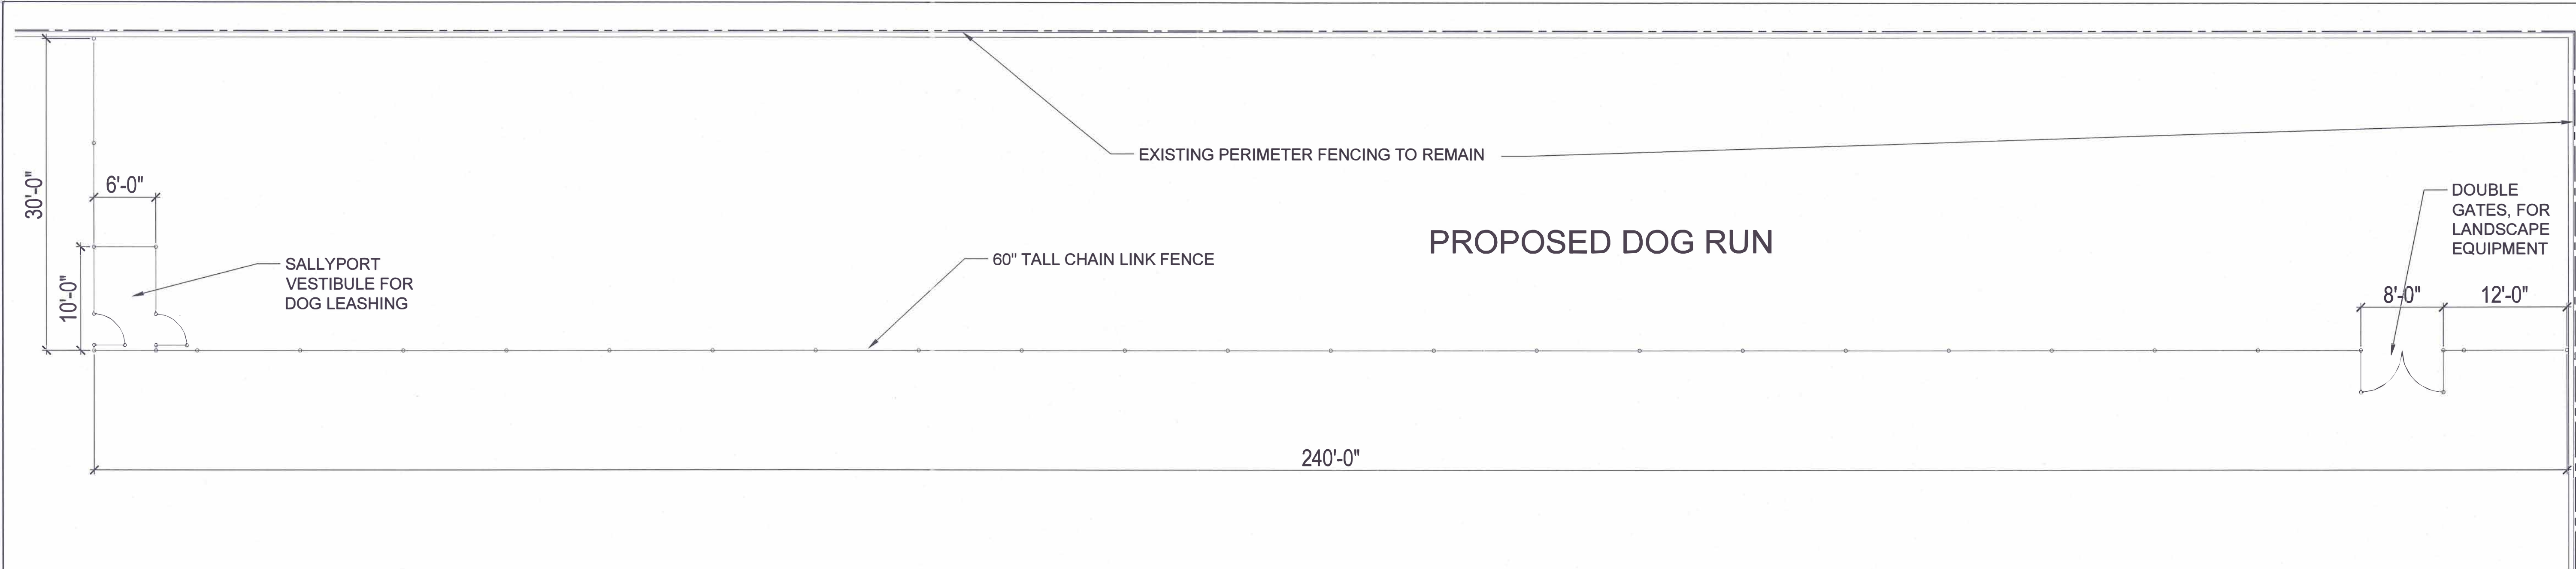 EXISTING PERIMETER FENCING TO REMAIN
30'-0"
6'-0"
DOUBLE
GATES, FOR
LANDSCAPE
EQUIPMENT
PROPOSED DOG RUN
60" TALL CHAIN LINK FENCE
SALLYPORT
VESTIBULE FOR
DOG LEASHING
10'-0"
8'-0"
12'-0"
240'-0"